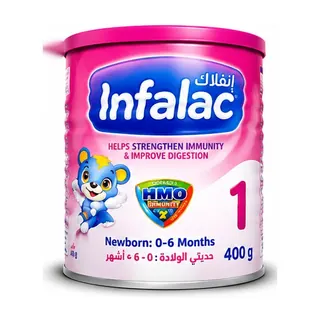 إنفلاك
Infalac
HELPS STRENGTHEN IMMUNITY
& IMPROVE DIGESTION
HMO
IMMUNITY
1
Newborn: 0-6 Months
حديثي الولادة: 0 - 6 أشهر
400 g